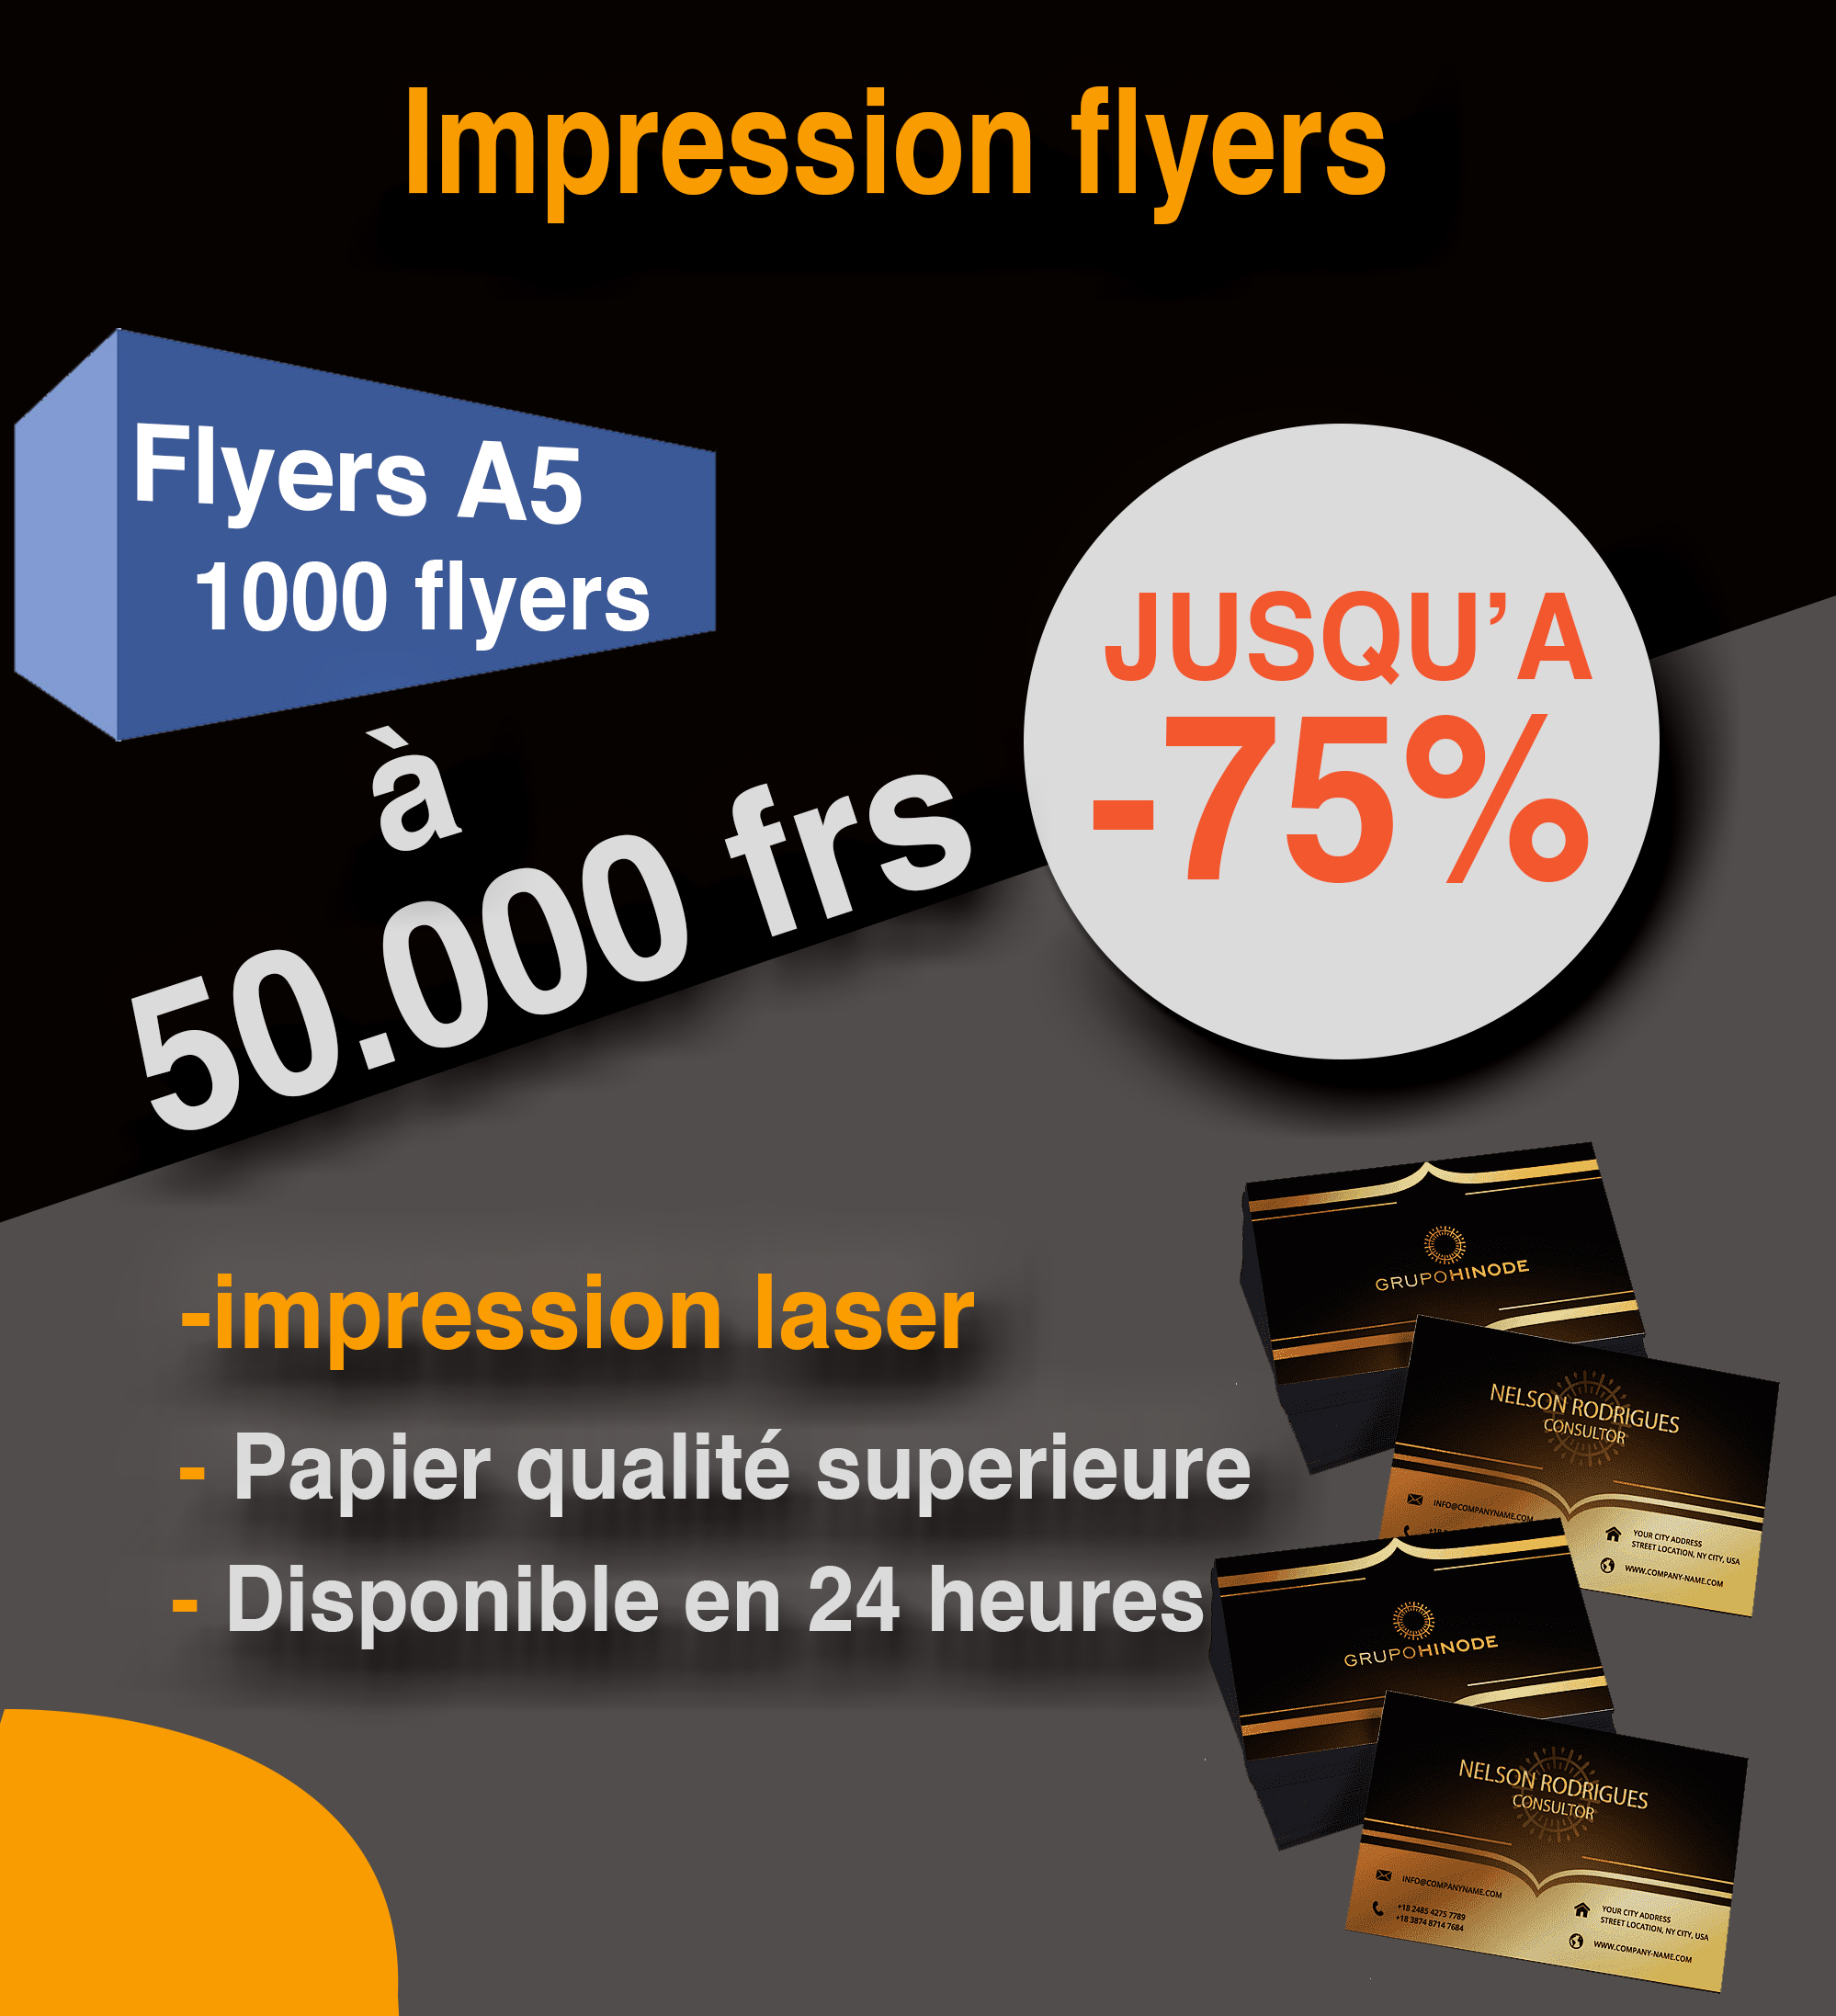 Impression flyers
Flyers A5
1000 flyers
à
50.000 frs
JUSQU’A
-75%
-impression laser
- Papier qualité superieure
- Disponible en 24 heures
GRUPOHINODE
NELSON RODRIGUES
CONSULTOR
INFO@COMPANYNAME.COM
YOUR CITY ADDRESS
STREET LOCATION, NY CITY, USA
WWW.COMPANY-NAME.COM
GRUPOHINODE
NELSON RODRIGUES
CONSULTOR
INFO@COMPANYNAME.COM
+18 2485 4275 7789
+18 3874 8714 7684
YOUR CITY ADDRESS
STREET LOCATION, NY CITY, USA
WWW.COMPANY-NAME.COM